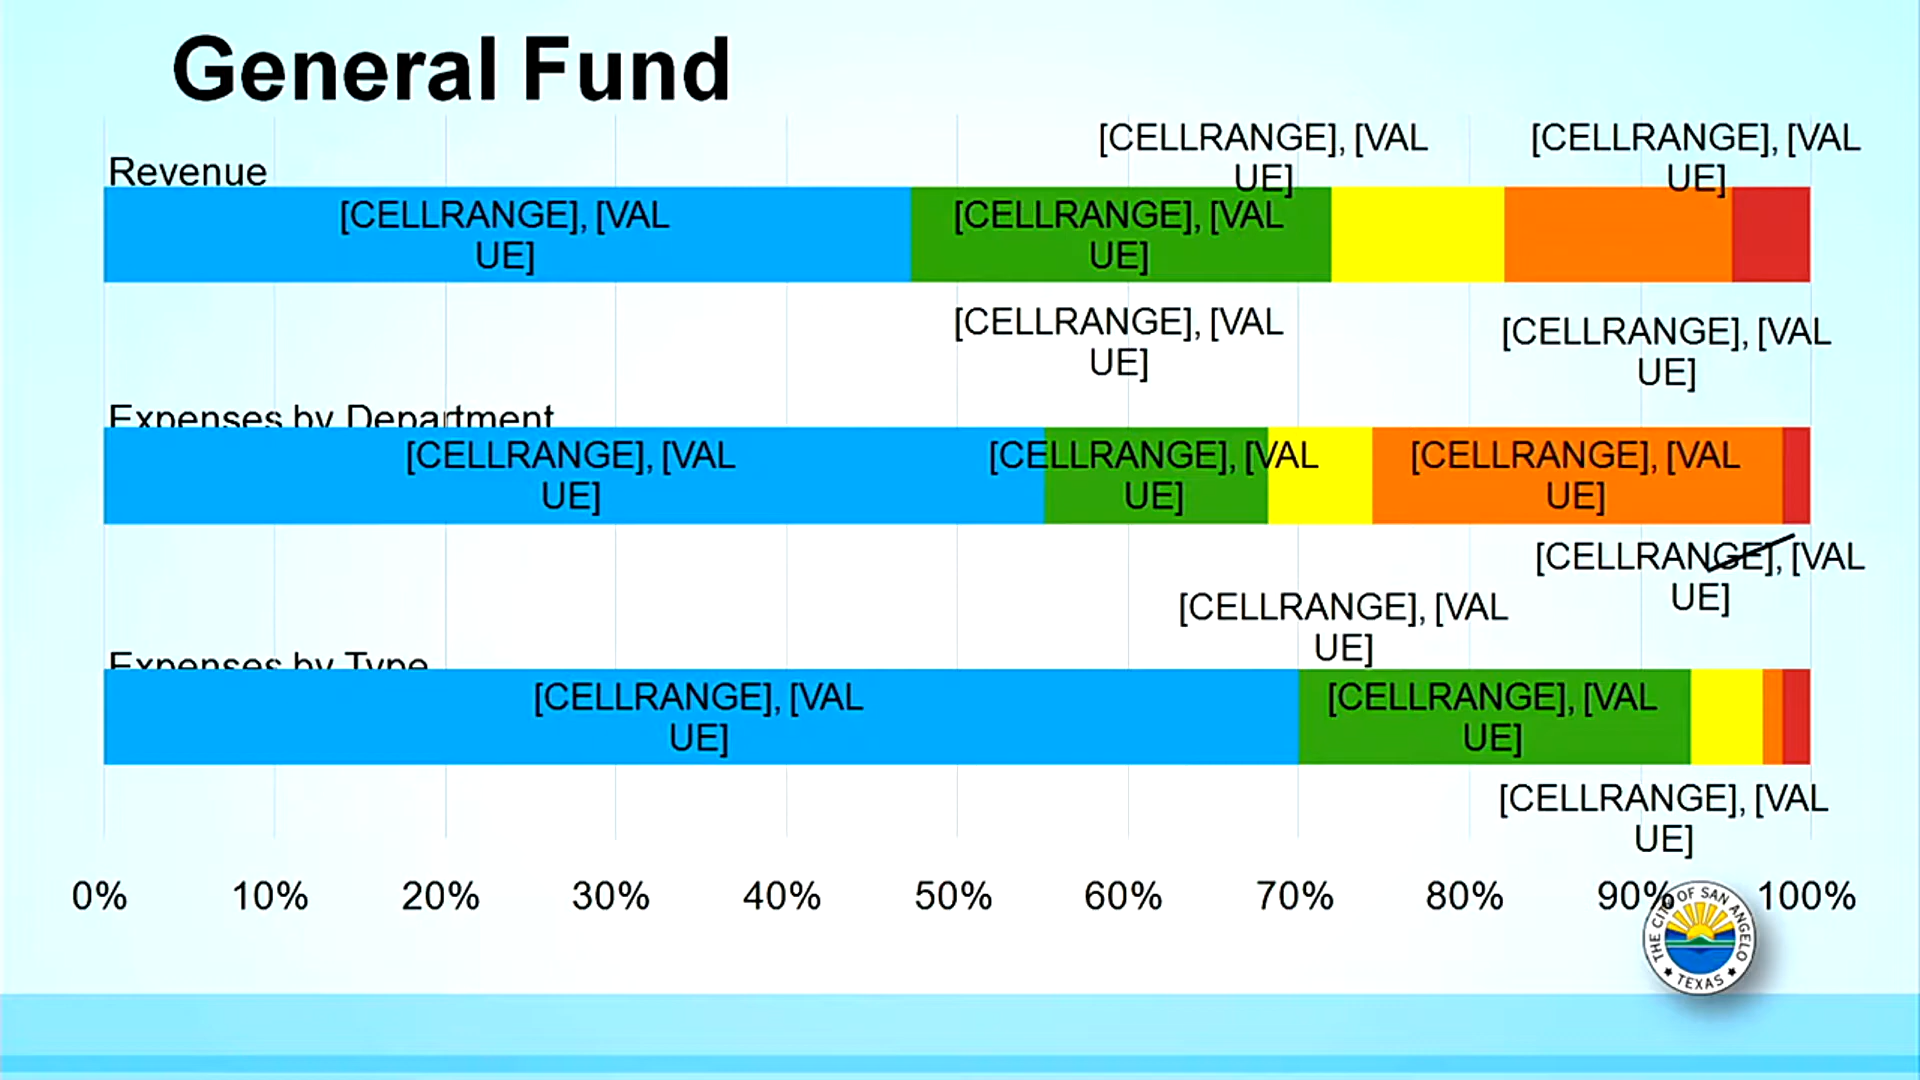 General Fund
[CELLRANGE], [VAL
UE]
[CELLRANGE], [VAL
UE]
Revenue
[CELLRANGE], [VAL
UE]
[CELLRANGE], [VAL
UE]
[CELLRANGE], [VAL
UE]
[CELLRANGE], [VAL
UE]
Expenses by Department
[CELLRANGE], [VAL
UE]
[CELLRANGE], [VAL
UE]
[CELLRANGE], [VAL
UE]
[CELLRANGE], [VAL
UE]
[CELLRANGE], [VAL
UE]
Expenses by Type
[CELLRANGE], [VAL
UE]
[CELLRANGE], [VAL
UE]
[CELLRANGE], [VAL
UE]
0% 10% 20% 30% 40% 50% 60% 70% 80% 90% 100%
THE CITY OF SAN ANGELO
TEXAS